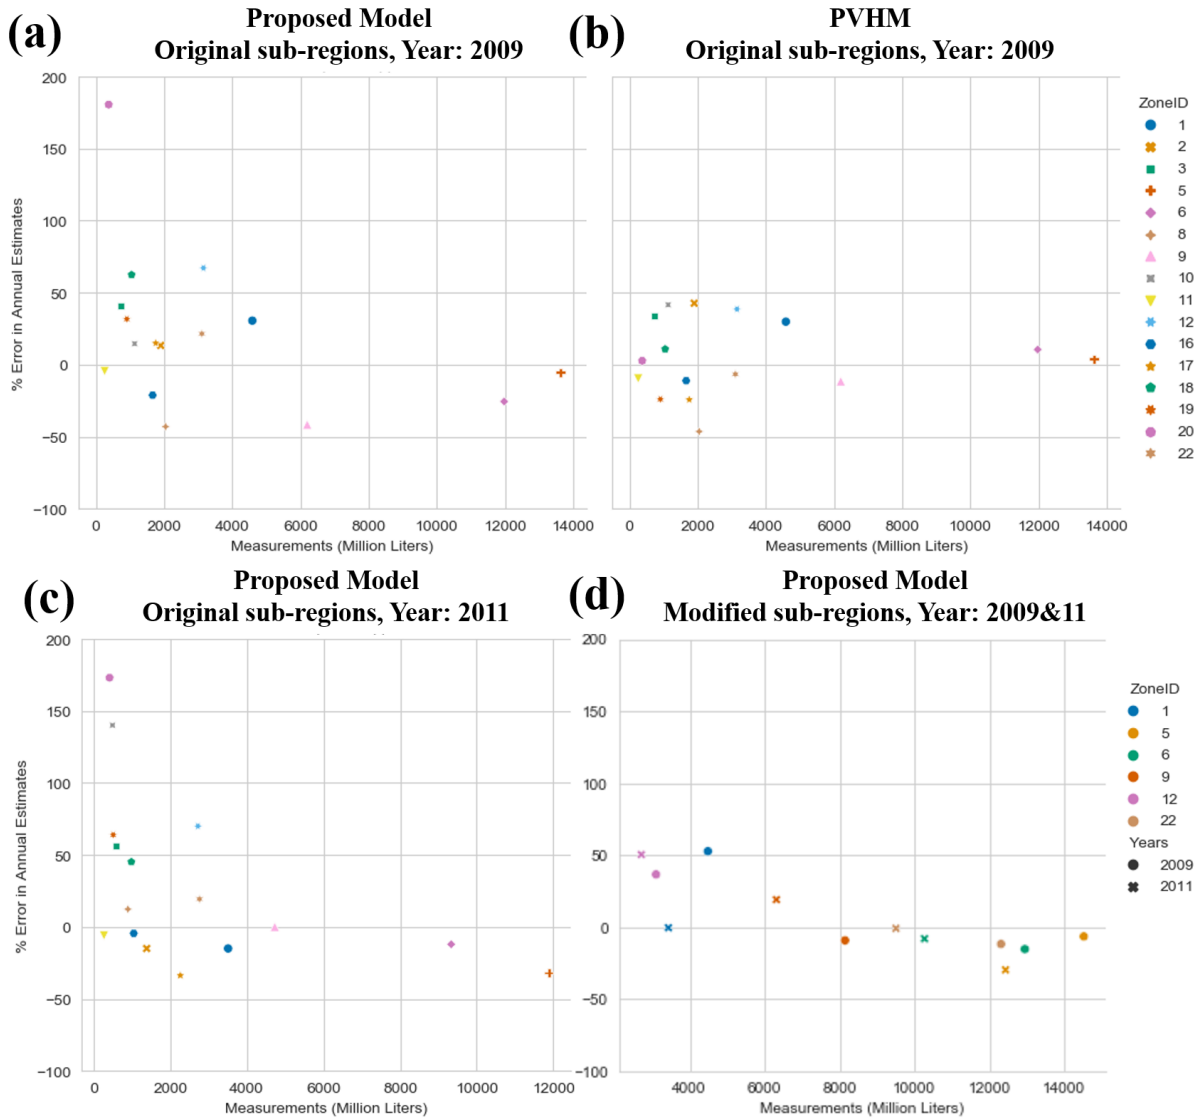 (a)
Proposed Model
Original sub-regions, Year: 2009
200
150
100
50
0
−50
−100
% Error in Annual Estimates
0 2000 4000 6000 8000 10000 12000 14000
Measurements (Million Liters)
(b)
PVHM
Original sub-regions, Year: 2009
0 2000 4000 6000 8000 10000 12000 14000
Measurements (Million Liters)
ZoneID
1
2
3
5
6
8
9
10
11
12
16
17
18
19
20
22
(c)
Proposed Model
Original sub-regions, Year: 2011
200
150
100
50
0
−50
−100
% Error in Annual Estimates
0 2000 4000 6000 8000 10000 12000
Measurements (Million Liters)
(d)
Proposed Model
Modified sub-regions, Year: 2009&11
200
150
100
50
0
−50
−100
4000 6000 8000 10000 12000 14000
Measurements (Million Liters)
ZoneID
1
5
6
9
12
22
Years
2009
2011